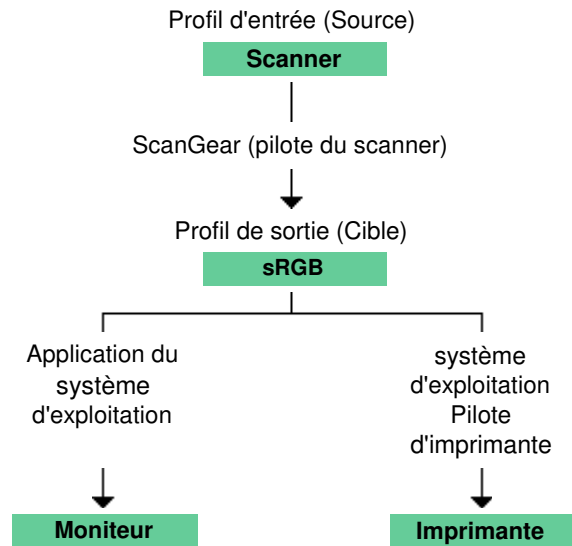 Profil d'entrée (Source)
Scanner
ScanGear (pilote du scanner)
Profil de sortie (Cible)
sRGB
Application du
système
d'exploitation
système
d'exploitation
Pilote
d'imprimante
Moniteur
Imprimante